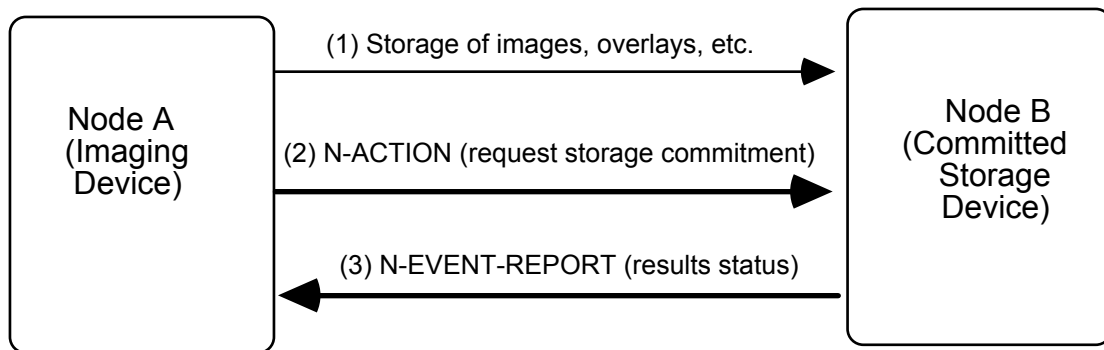 (1) Storage of images, overlays, etc.
Node A
(Imaging
Device)
(2) N-ACTION (request storage commitment)
(3) N-EVENT-REPORT (results status)
Node B
(Committed
Storage
Device)